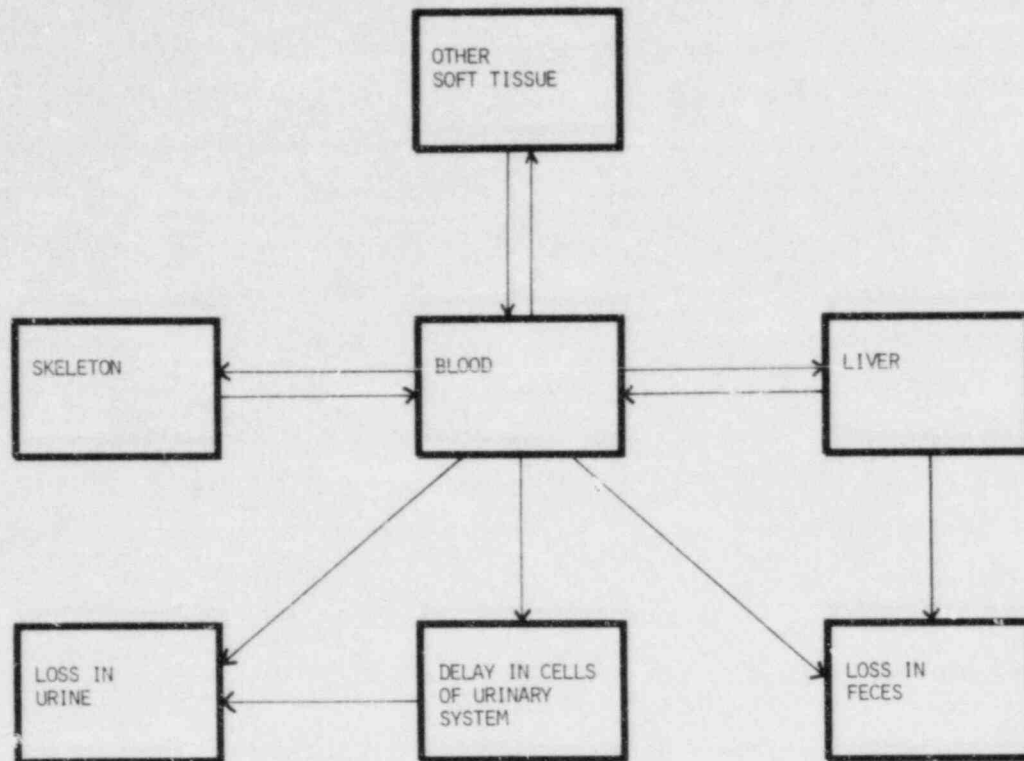 OTHER
SOFT TISSUE
SKELETON
BLOOD
LIVER
LOSS IN
URINE
DELAY IN CELLS
OF URINARY
SYSTEM
LOSS IN
FECES